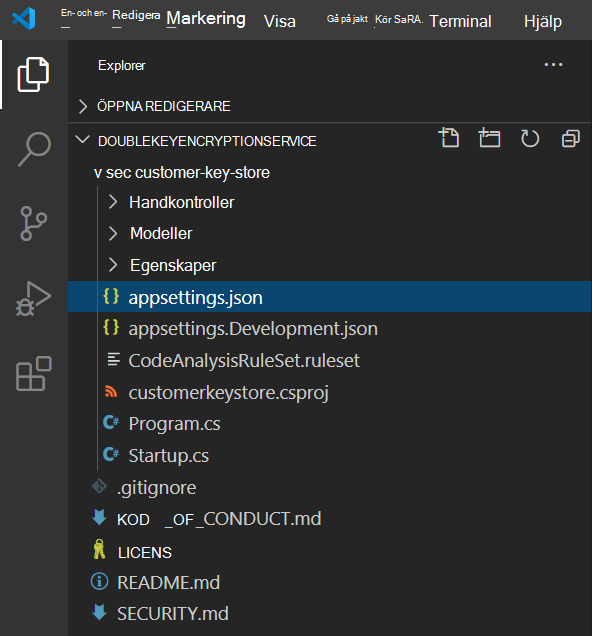 En- och en- Redigera Markering Visa Gå på jakt Kör SaRA. Terminal Hjälp
Explorer ...
ÖPPNA REDIGERARE
DOUBLEKEYENCRYPTIONSERVICE
v sec customer-key-store
Handkontroller
Modeller
Egenskaper
{} appsettings.json
{} appsettings.Development.json
CodeAnalysisRuleSet.ruleset
customerkeystore.csproj
C# Program.cs
C# Startup.cs
.gitignore
KOD _OF_CONDUCT.md
LICENS
README.md
SECURITY.md